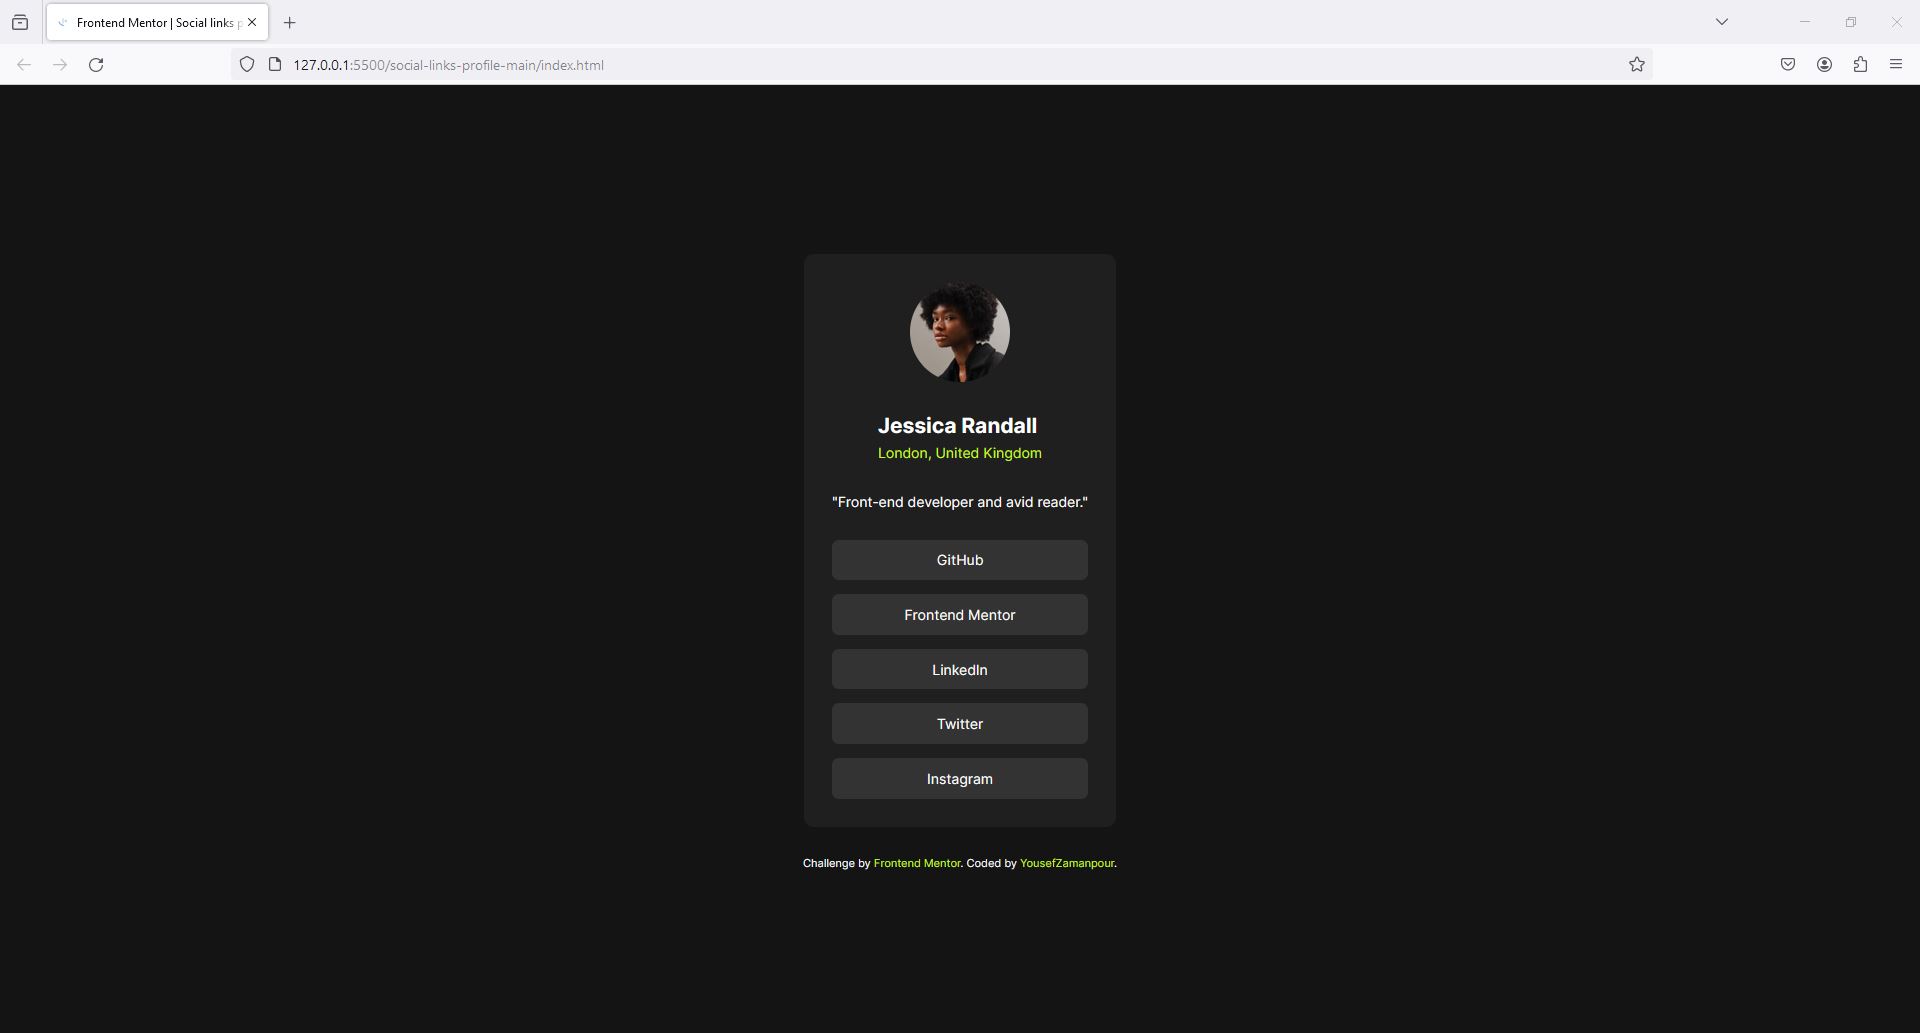 Frontend Mentor | Social links p
127.0.0.1:5500/social-links-profile-main/index.html
Jessica Randall
London, United Kingdom
"Front-end developer and avid reader."
GitHub
Frontend Mentor
LinkedIn
Twitter
Instagram
Challenge by Frontend Mentor. Coded by YousefZamanpour.